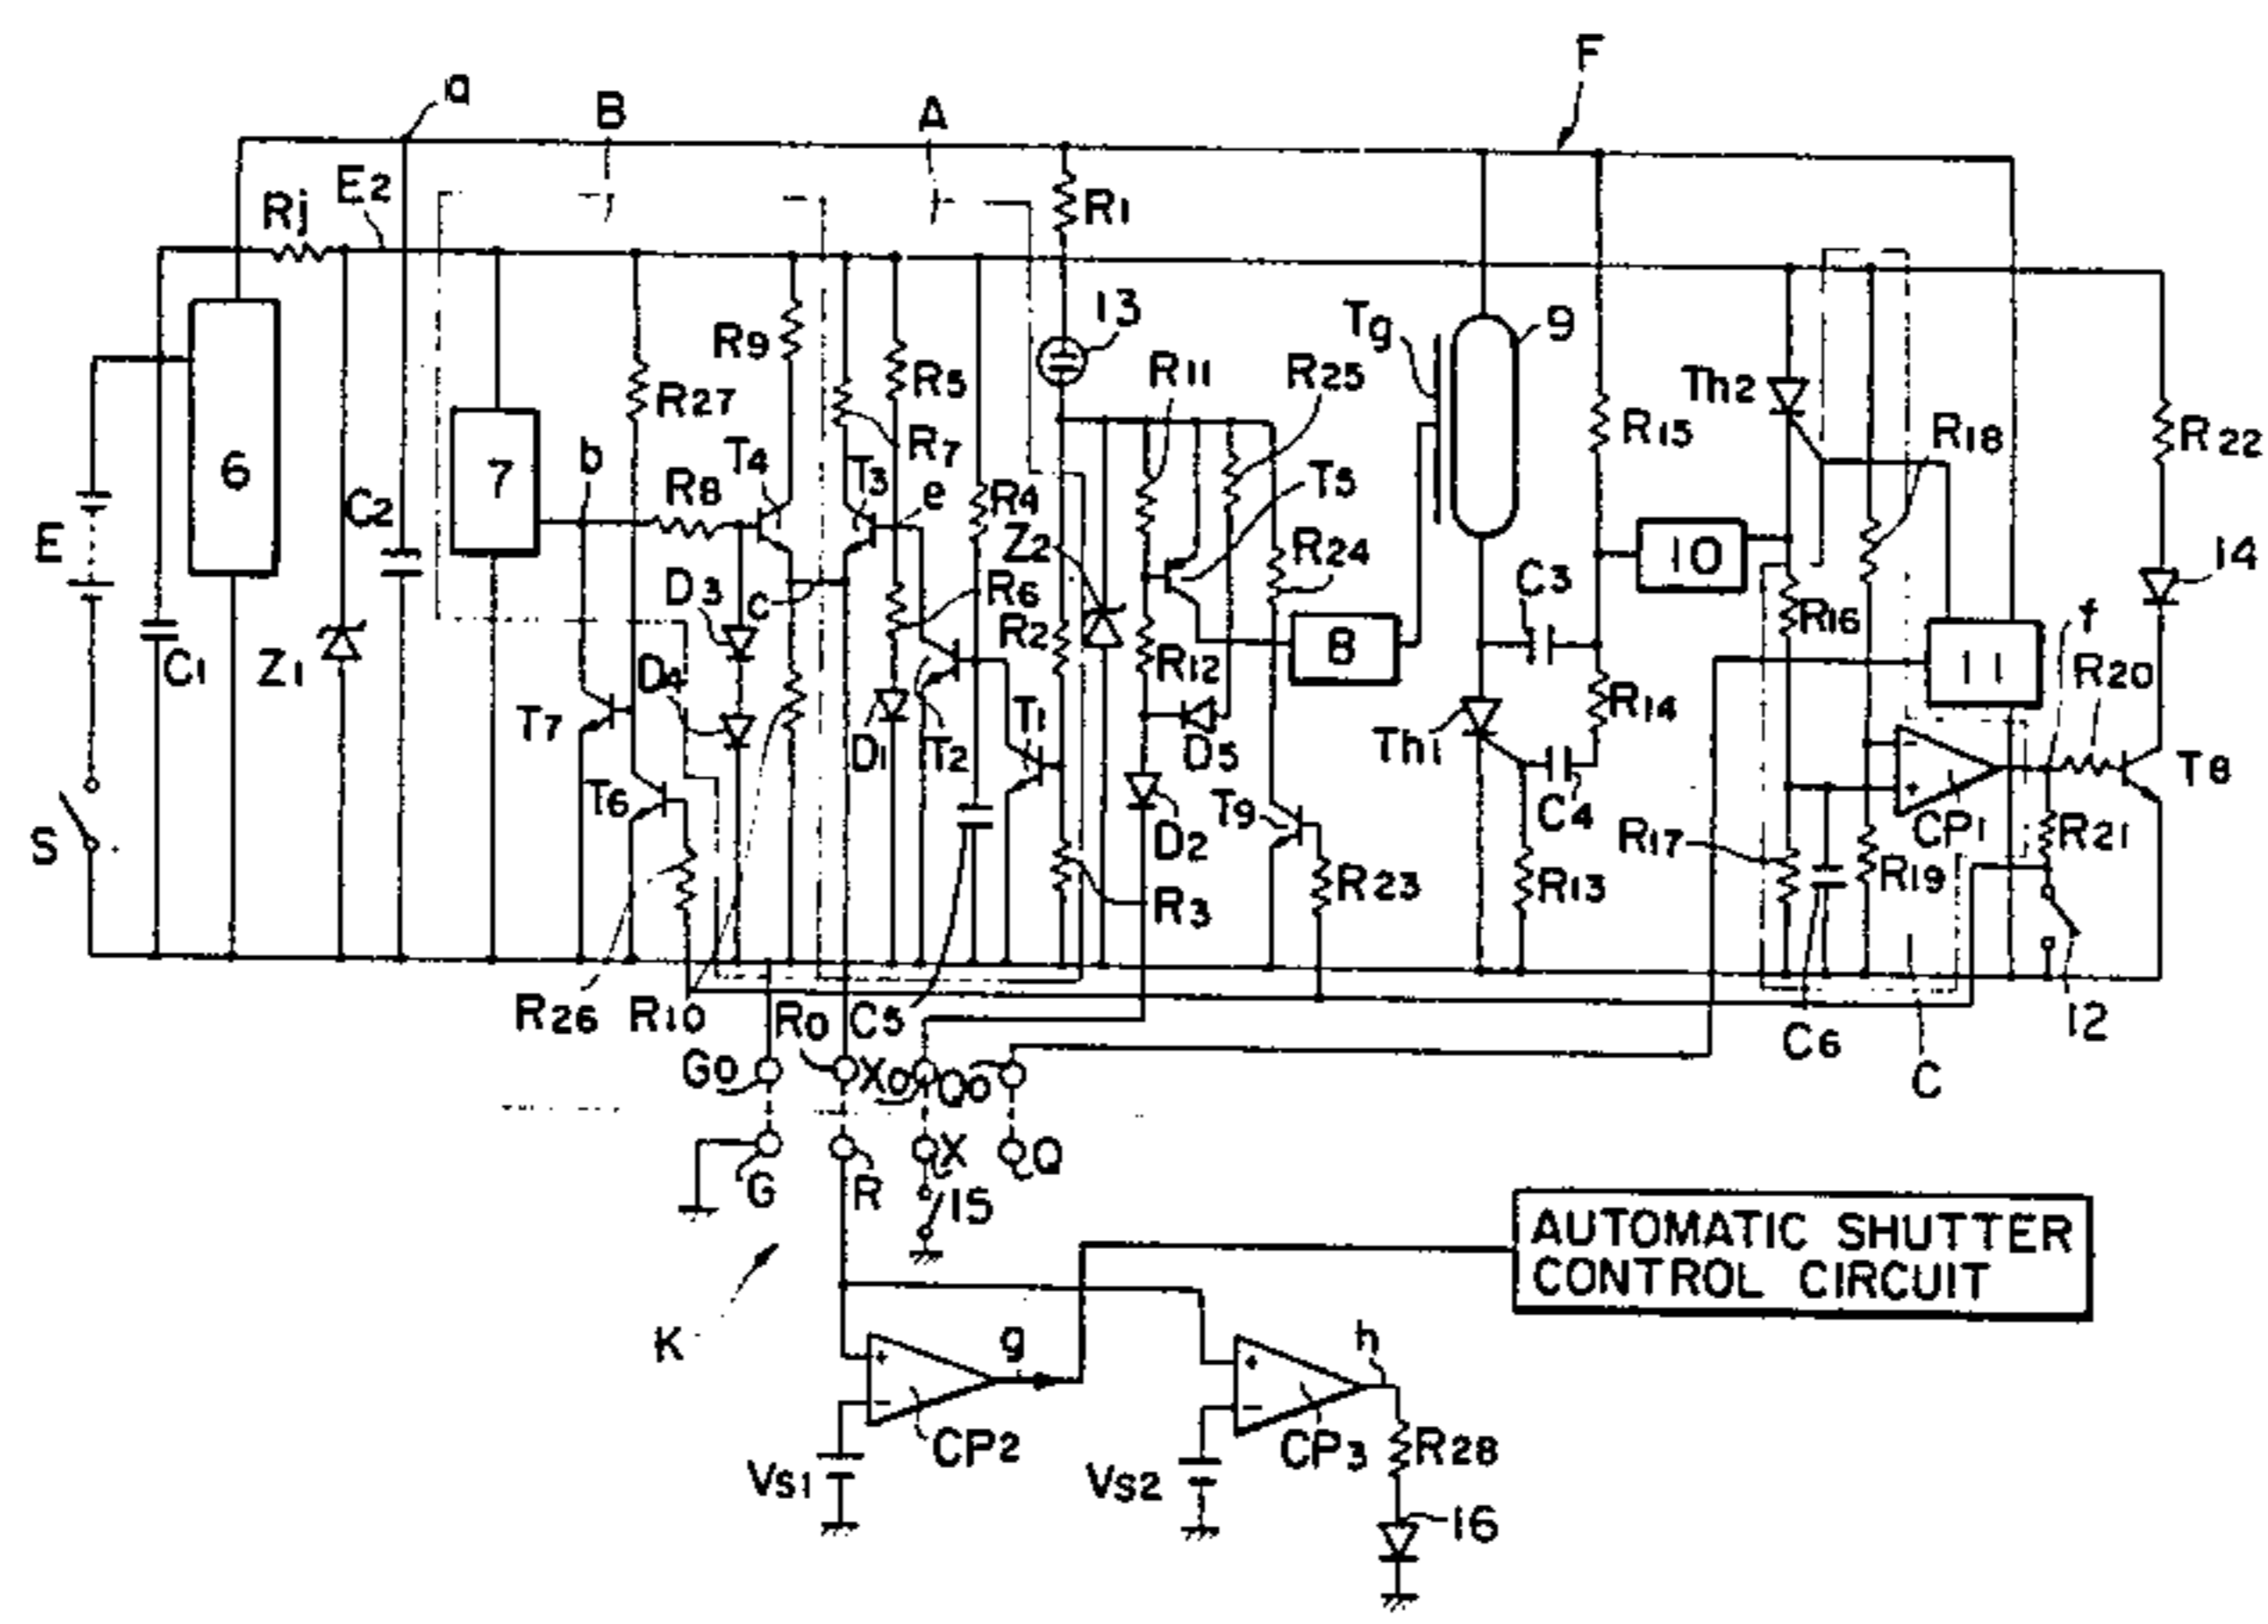 F
a
B
A
E2
Rj
R1
13
Tg
9
R9
R5
R11
R25
Th2
R27
R15
R18
R22
b
T4
R7
T3
e
R4
T5
6
7
R8
C2
Z2
R24
10
14
E
D3
C
R6
C3
R16
f
C1
Z1
R2
R12
8
11
R20
D4
T7
D1
T2
T1
D5
Th1
R14
T8
T6
T9
C4
CP1
S
D2
R17
R21
R3
R23
R13
R19
R26
R10
R0
C5
12
C6
G0
X0
Q0
C
G
R
X
Q
15
AUTOMATIC SHUTTER
CONTROL CIRCUIT
K
g
h
+
+
−
−
CP2
CP3
R28
VS1
VS2
16